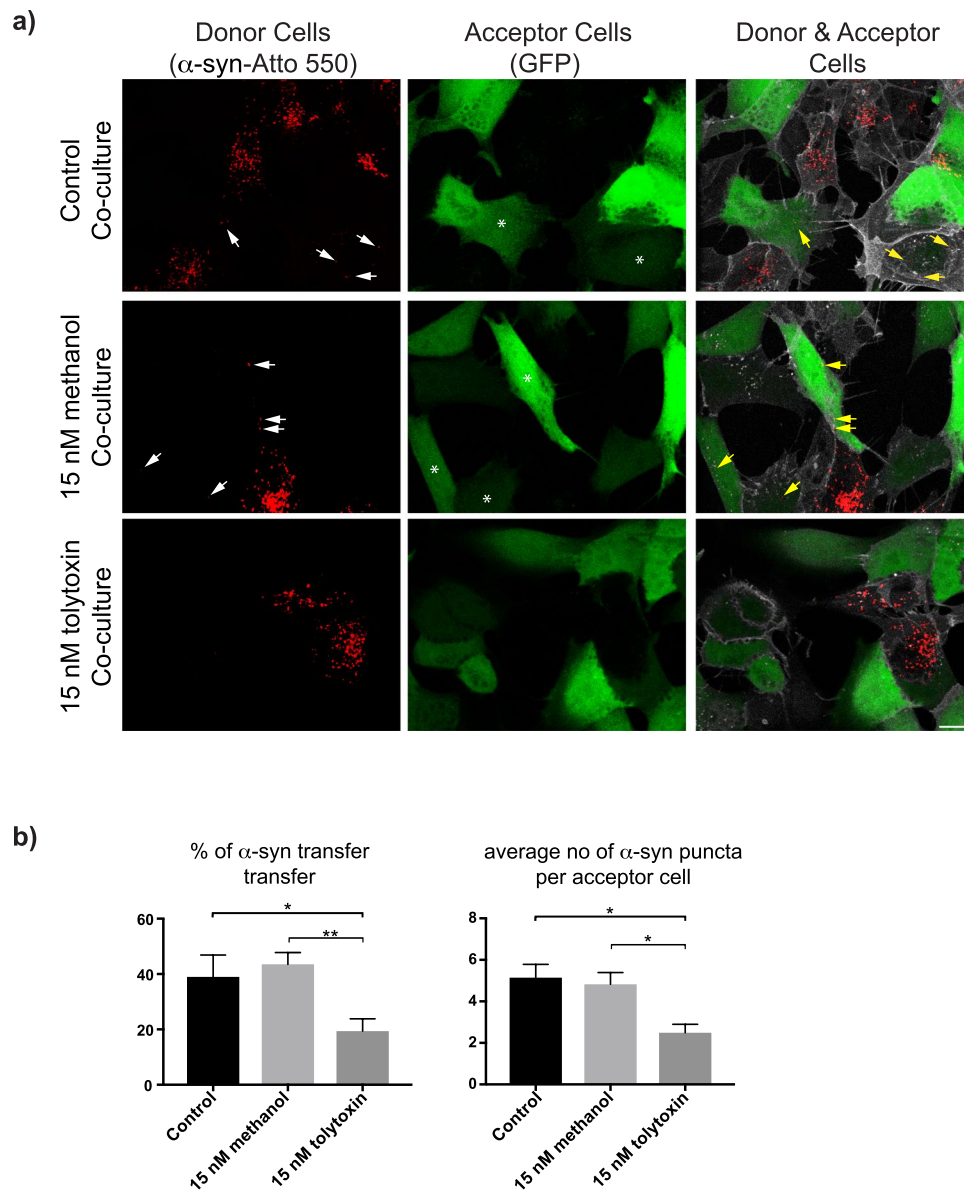 a)
Donor Cells
(α-syn-Atto 550)
Acceptor Cells
(GFP)
Donor & Acceptor
Cells
Control
Co-culture
*
*
15 nM methanol
Co-culture
*
*
*
15 nM tolytoxin
Co-culture
b)
% of α-syn transfer
transfer
*
**
60
40
20
0
Control
15 nM methanol
15 nM tolytoxin
average no of α-syn puncta
per acceptor cell
*
*
8
6
4
2
0
Control
15 nM methanol
15 nM tolytoxin